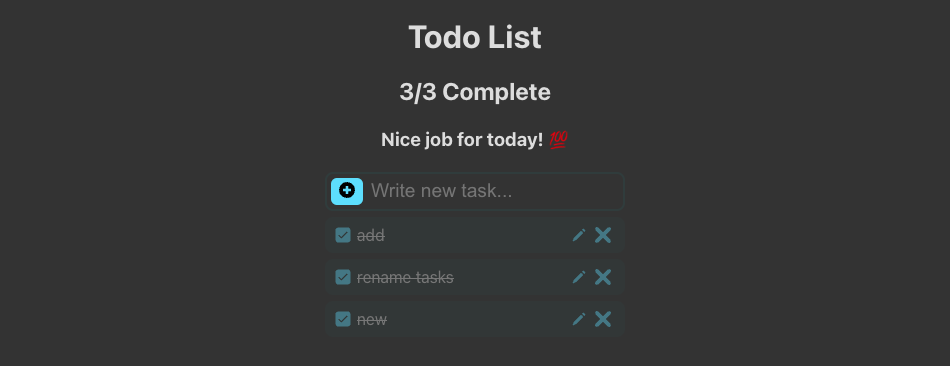 Todo List
3/3 Complete
Nice job for today! 💯
Write new task...
add
rename tasks
new